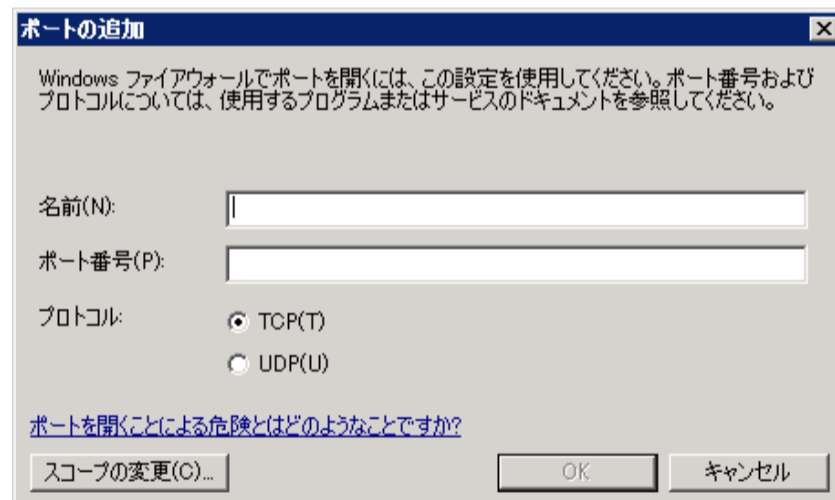 ポートの追加
Windows ファイアウォールでポートを開くには、この設定を使用してください。ポート番号および
プロトコルについては、使用するプログラムまたはサービスのドキュメントを参照してください。
名前(N):
ポート番号(P):
プロトコル:
TCP(T)
UDP(U)
ポートを開くことによる危険とはどのようなことですか?
スコープの変更(C)...
OK
キャンセル